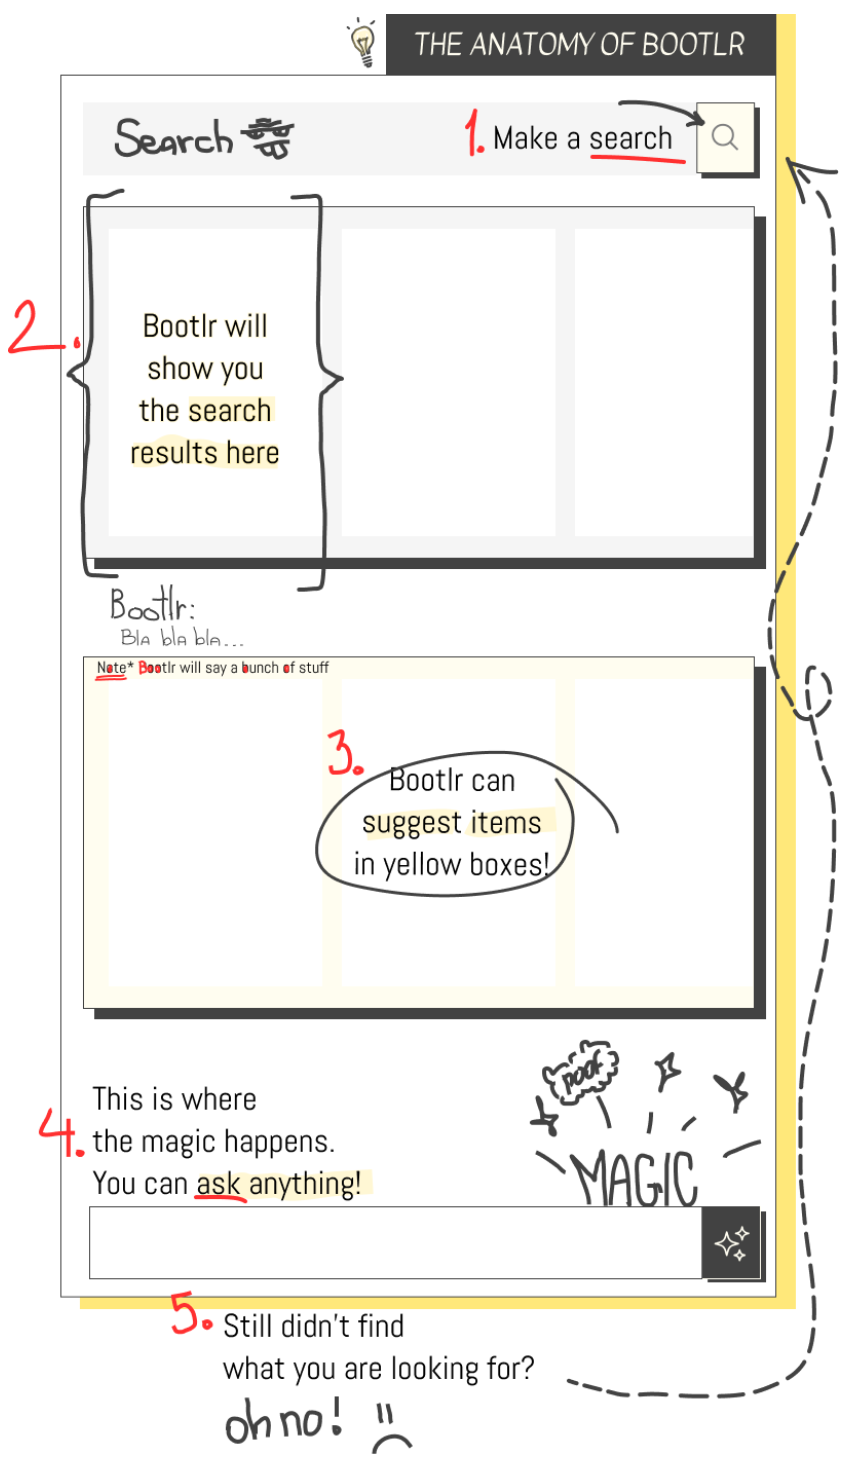 THE ANATOMY OF BOOTLR
Search
1. Make a search
2.
Bootlr will
show you
the search
results here
Bootlr:
Bla bla bla...
Note* Bootlr will say a bunch of stuff
3.
Bootlr can
suggest items
in yellow boxes!
poof
MAGIC
4.
This is where
the magic happens.
You can ask anything!
5.
Still didn't find
what you are looking for?
oh no!